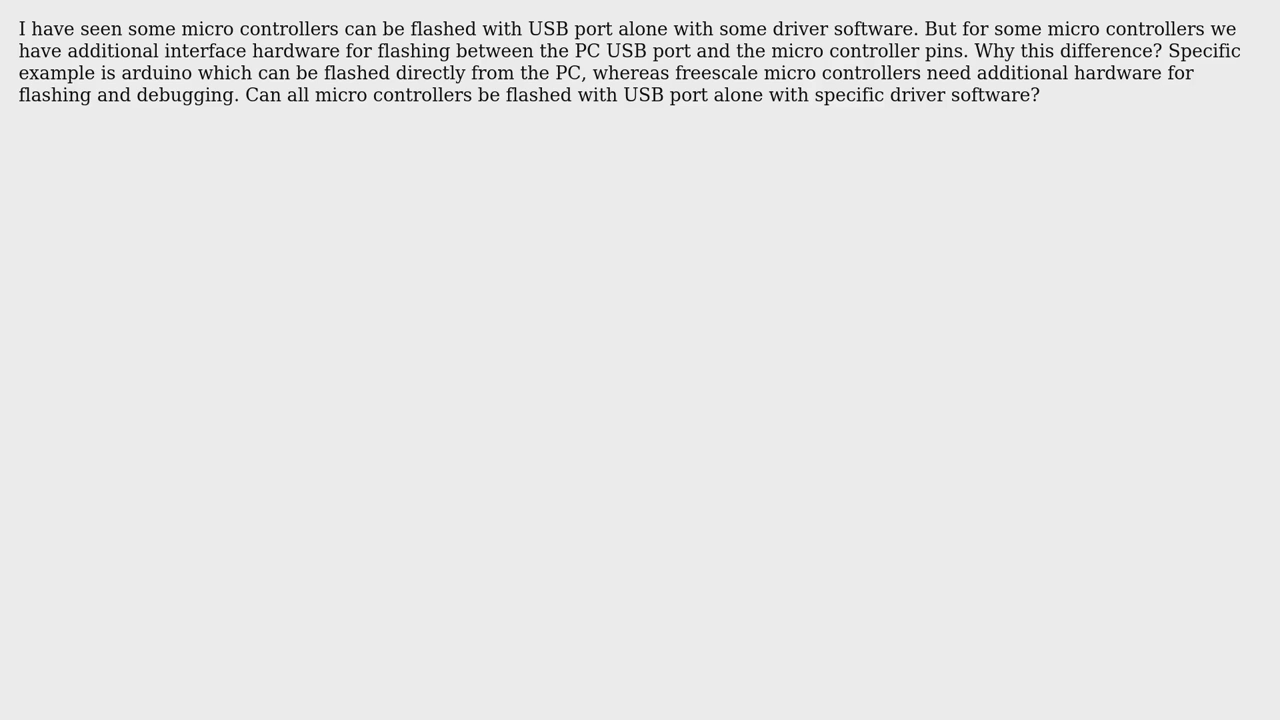 I have seen some micro controllers can be flashed with USB port alone with some driver software. But for some micro controllers we
have additional interface hardware for flashing between the PC USB port and the micro controller pins. Why this difference? Specific
example is arduino which can be flashed directly from the PC, whereas freescale micro controllers need additional hardware for
flashing and debugging. Can all micro controllers be flashed with USB port alone with specific driver software?